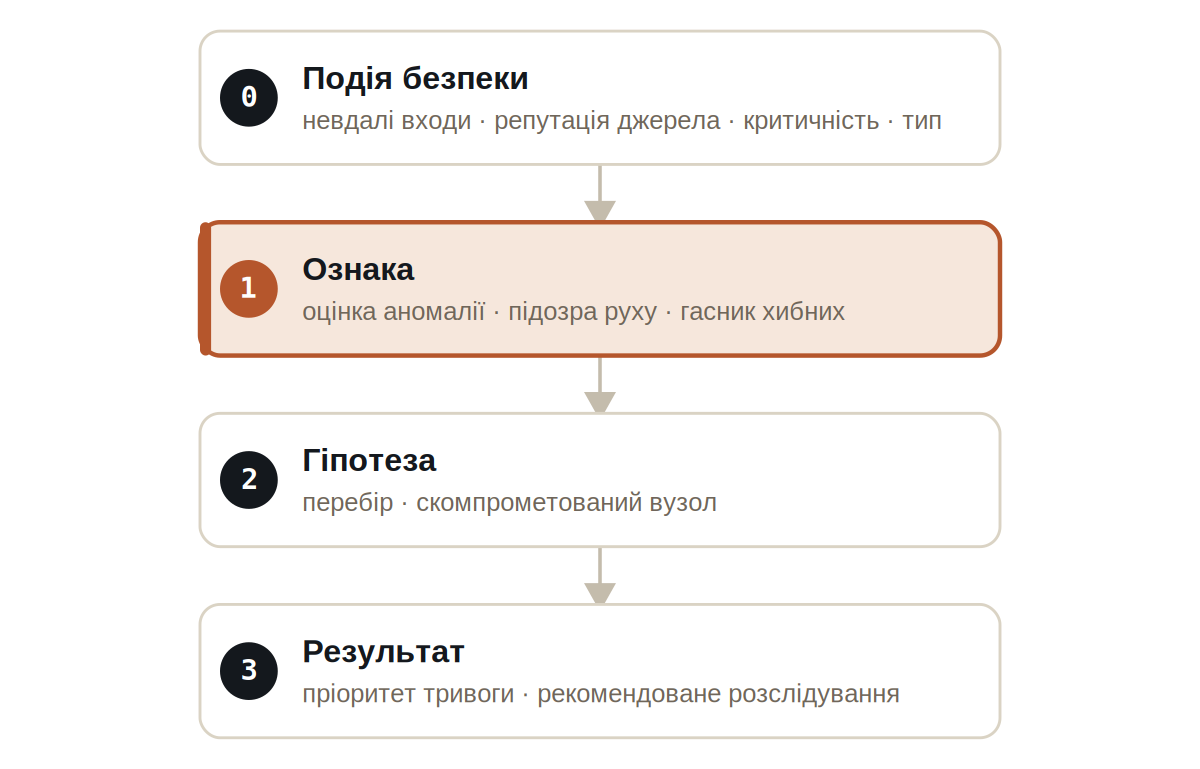 0
Подія безпеки
невдалі входи · репутація джерела · критичність · тип
1
Ознака
оцінка аномалії · підозра руху · гасник хибних
2
Гіпотеза
перебір · скомпрометований вузол
3
Результат
пріоритет тривоги · рекомендоване розслідування